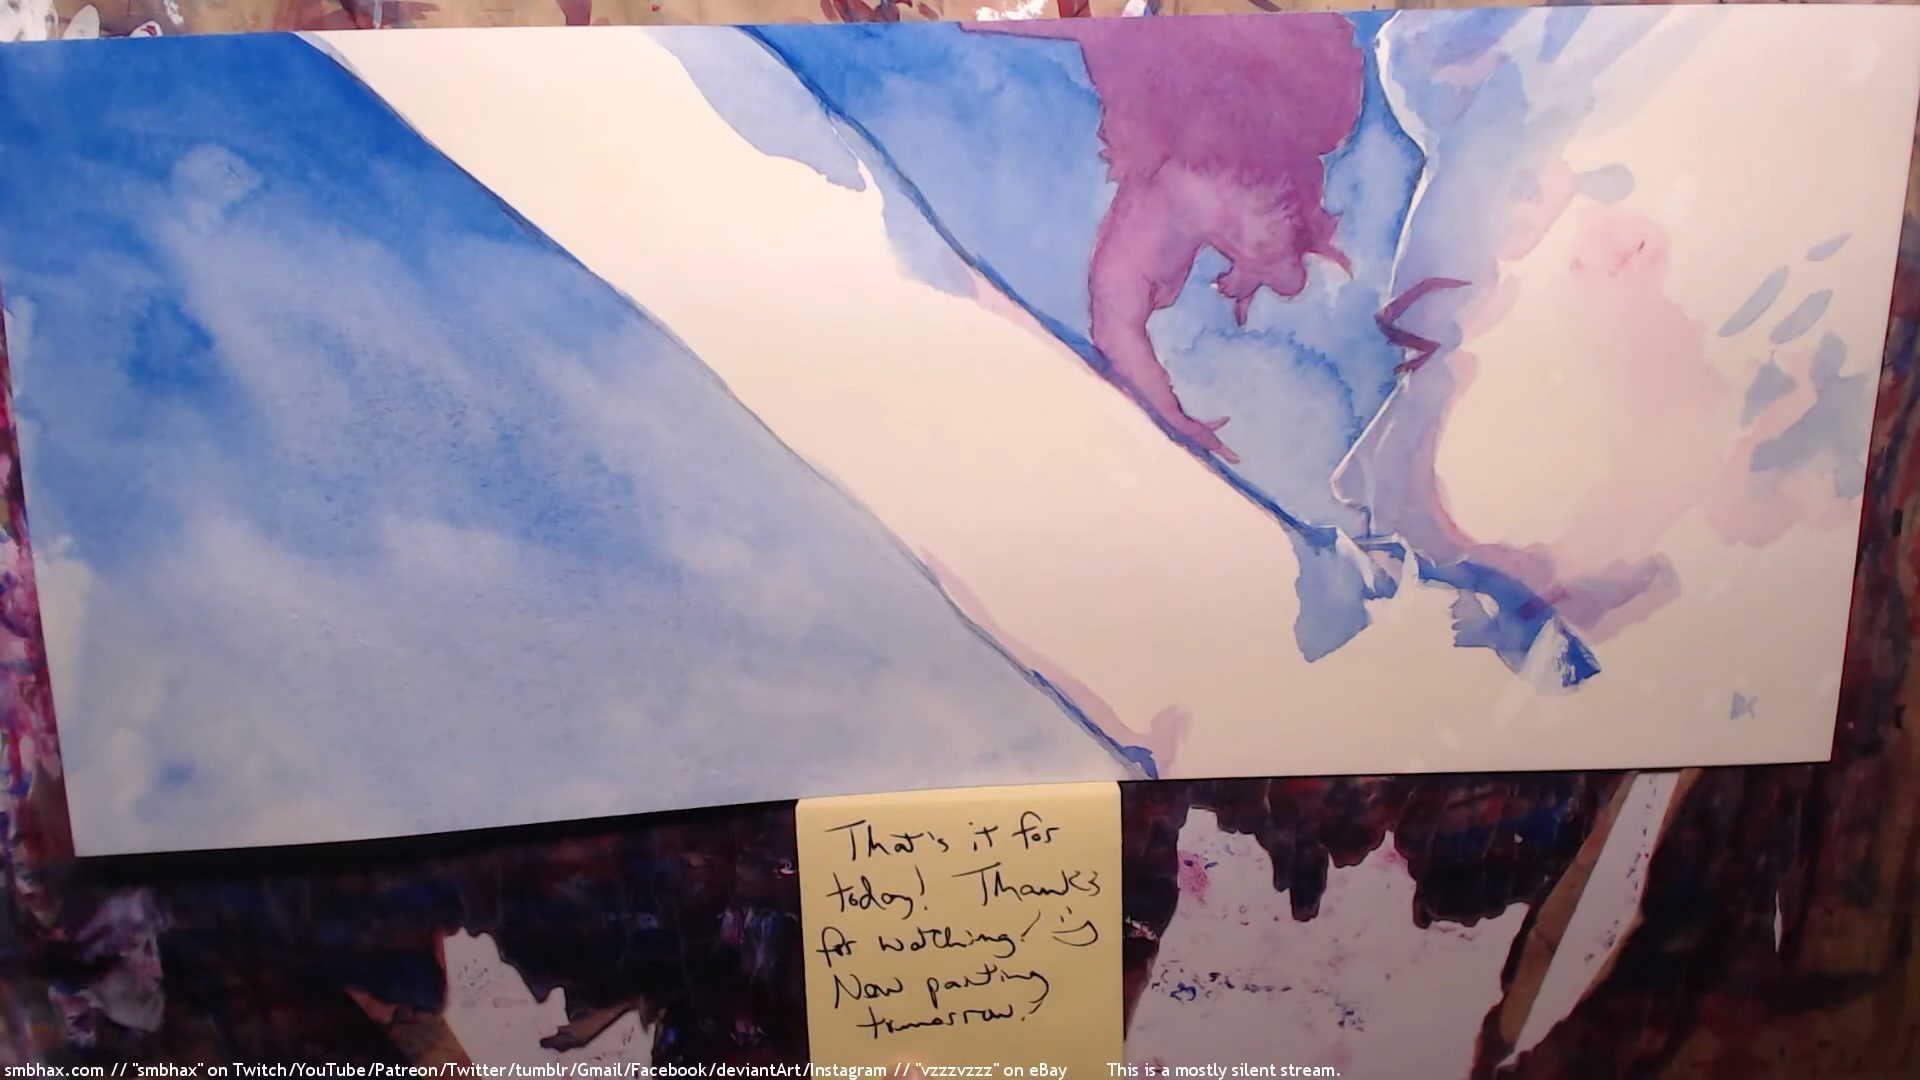 BC
That's it for
today! Thanks
for watching! :)
New painting
tomorrow!
smbhax.com // "smbhax" on Twitch/YouTube/Patreon/Twitter/tumblr/Gmail/Facebook/deviantArt/Instagram // "vzzzvzzz" on eBay This is a mostly silent stream.